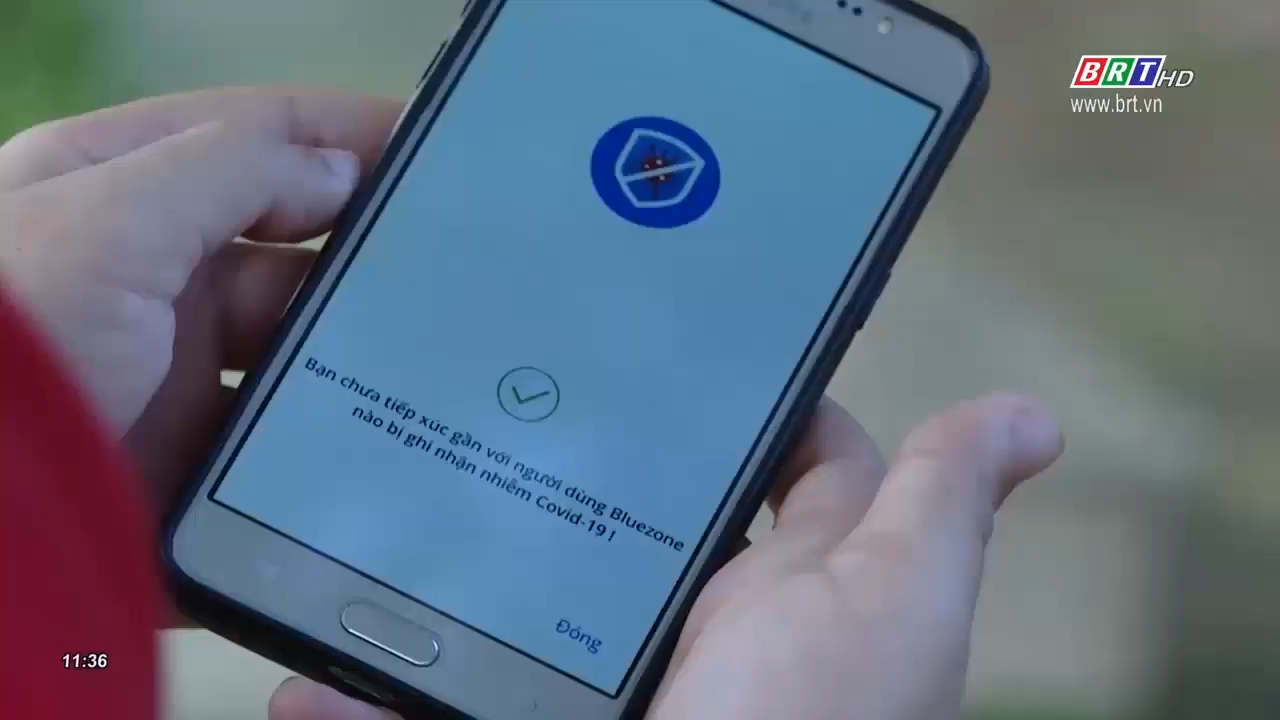 BRT HD
www.brt.vn
Bạn chưa tiếp xúc gần với người dùng Bluezone
nào bị ghi nhận nhiễm Covid-19 !
Đóng
11:36